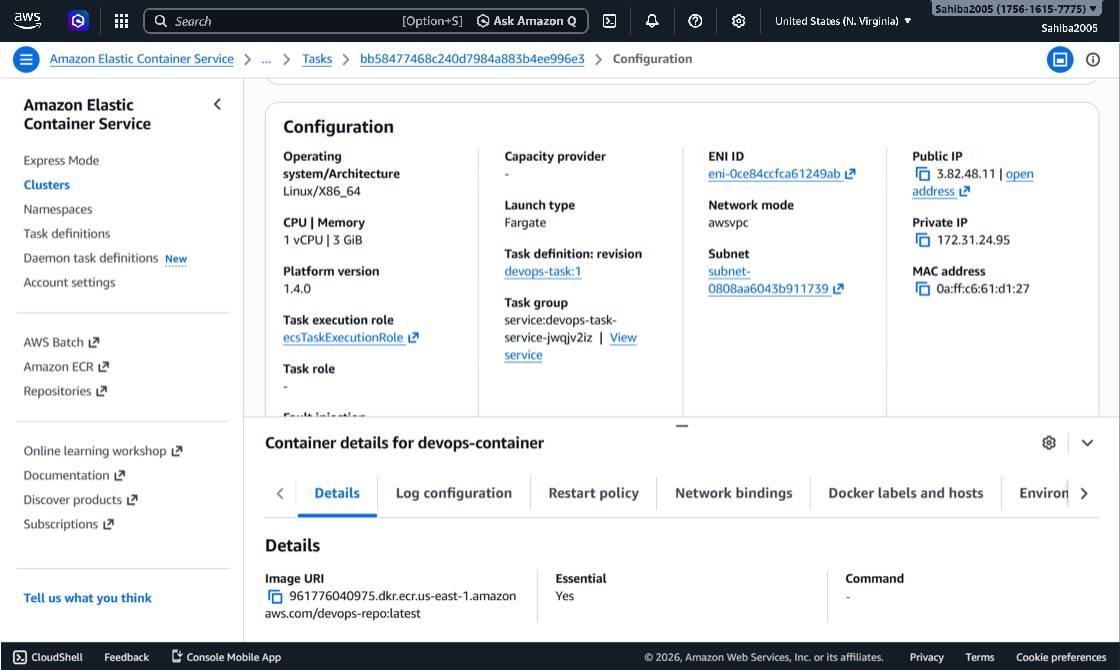 aws
Search [Option+S] Ask Amazon Q United States (N. Virginia) ▼ Sahiba2005 (1756-1615-7775) ▼
Sahiba2005
Amazon Elastic Container Service > ... > Tasks > bb58477468c240d7984a883b4ee996e3 > Configuration
Amazon Elastic
Container Service
Express Mode
Clusters
Namespaces
Task definitions
Daemon task definitions New
Account settings
AWS Batch
Amazon ECR
Repositories
Online learning workshop
Documentation
Discover products
Subscriptions
Tell us what you think
Configuration
Operating
system/Architecture
Linux/X86_64
CPU | Memory
1 vCPU | 3 GiB
Platform version
1.4.0
Task execution role
ecsTaskExecutionRole
Task role
-
Fault injection
Capacity provider
-
Launch type
Fargate
Task definition: revision
devops-task:1
Task group
service:devops-task-
service-jwqjv2iz | View
service
ENI ID
eni-0ce84ccfca61249ab
Network mode
awsvpc
Subnet
subnet-
0808aa6043b911739
Public IP
3.82.48.11 | open
address
Private IP
172.31.24.95
MAC address
0a:ff:c6:61:d1:27
Container details for devops-container
Details Log configuration Restart policy Network bindings Docker labels and hosts Environ
Details
Image URI
961776040975.dkr.ecr.us-east-1.amazon
aws.com/devops-repo:latest
Essential
Yes
Command
-
CloudShell Feedback Console Mobile App © 2026, Amazon Web Services, Inc. or its affiliates. Privacy Terms Cookie preferences